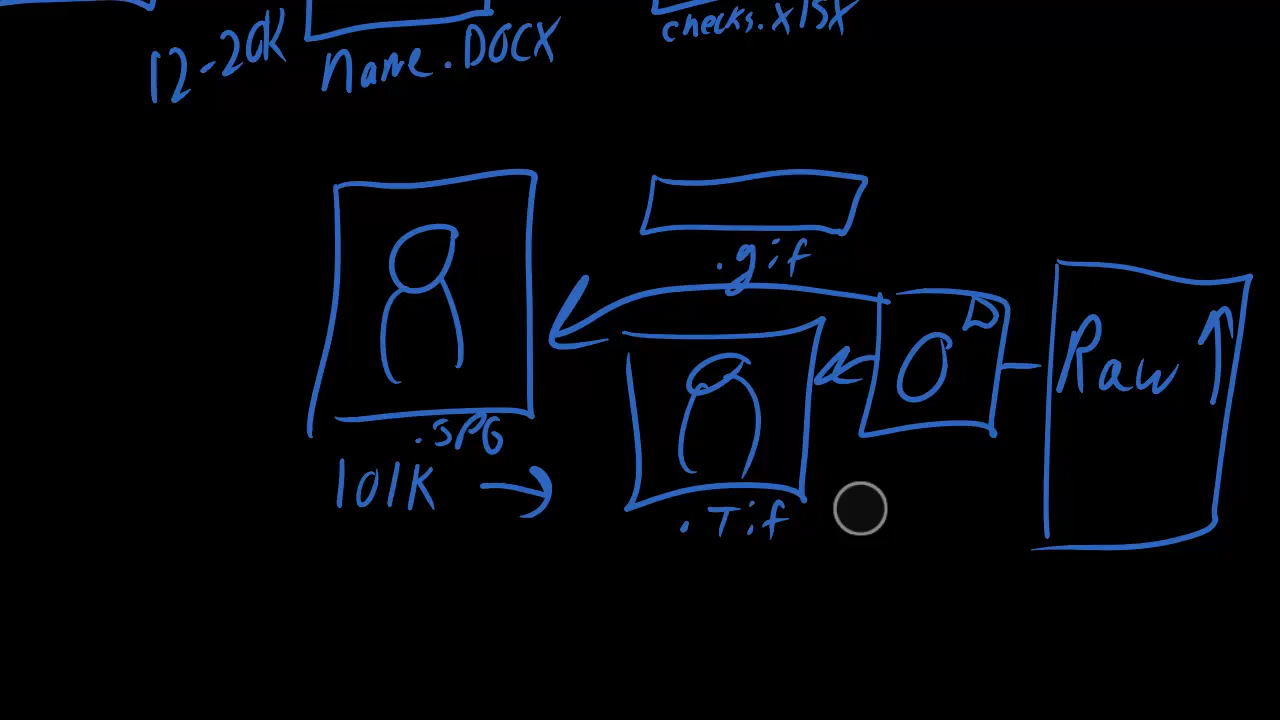 checks.xlsx
12-20K
name.DOCX
.gif
Raw
.JPG
101K
.Tif